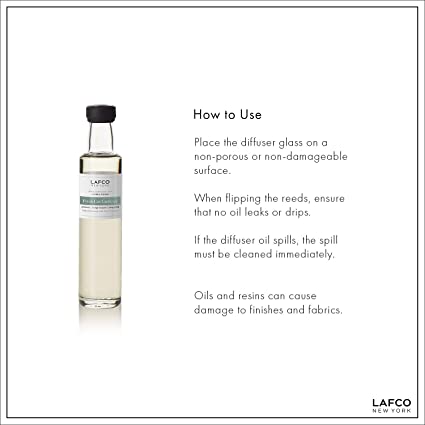 How to Use
Place the diffuser glass on a
non-porous or non-damageable
surface.
When flipping the reeds, ensure
that no oil leaks or drips.
If the diffuser oil spills, the spill
must be cleaned immediately.
Oils and resins can cause
damage to finishes and fabrics.
LAFCO
NEW YORK
LAFCO
NEW YORK